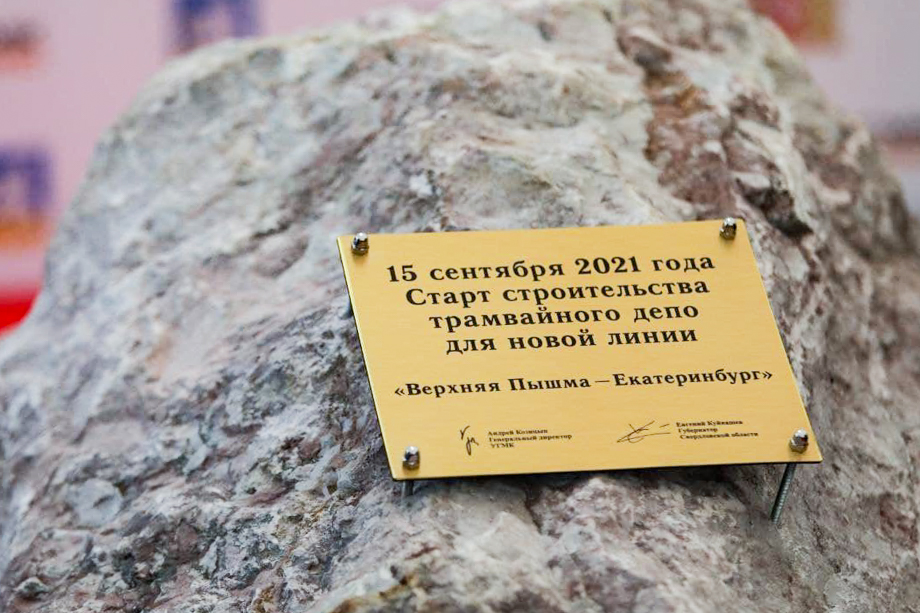 15 сентября 2021 года
Старт строительства
трамвайного депо
для новой линии
«Верхняя Пышма – Екатеринбург»
Андрей Козицын
Генеральный директор
УГМК
Евгений Куйвашев
Губернатор
Свердловской области